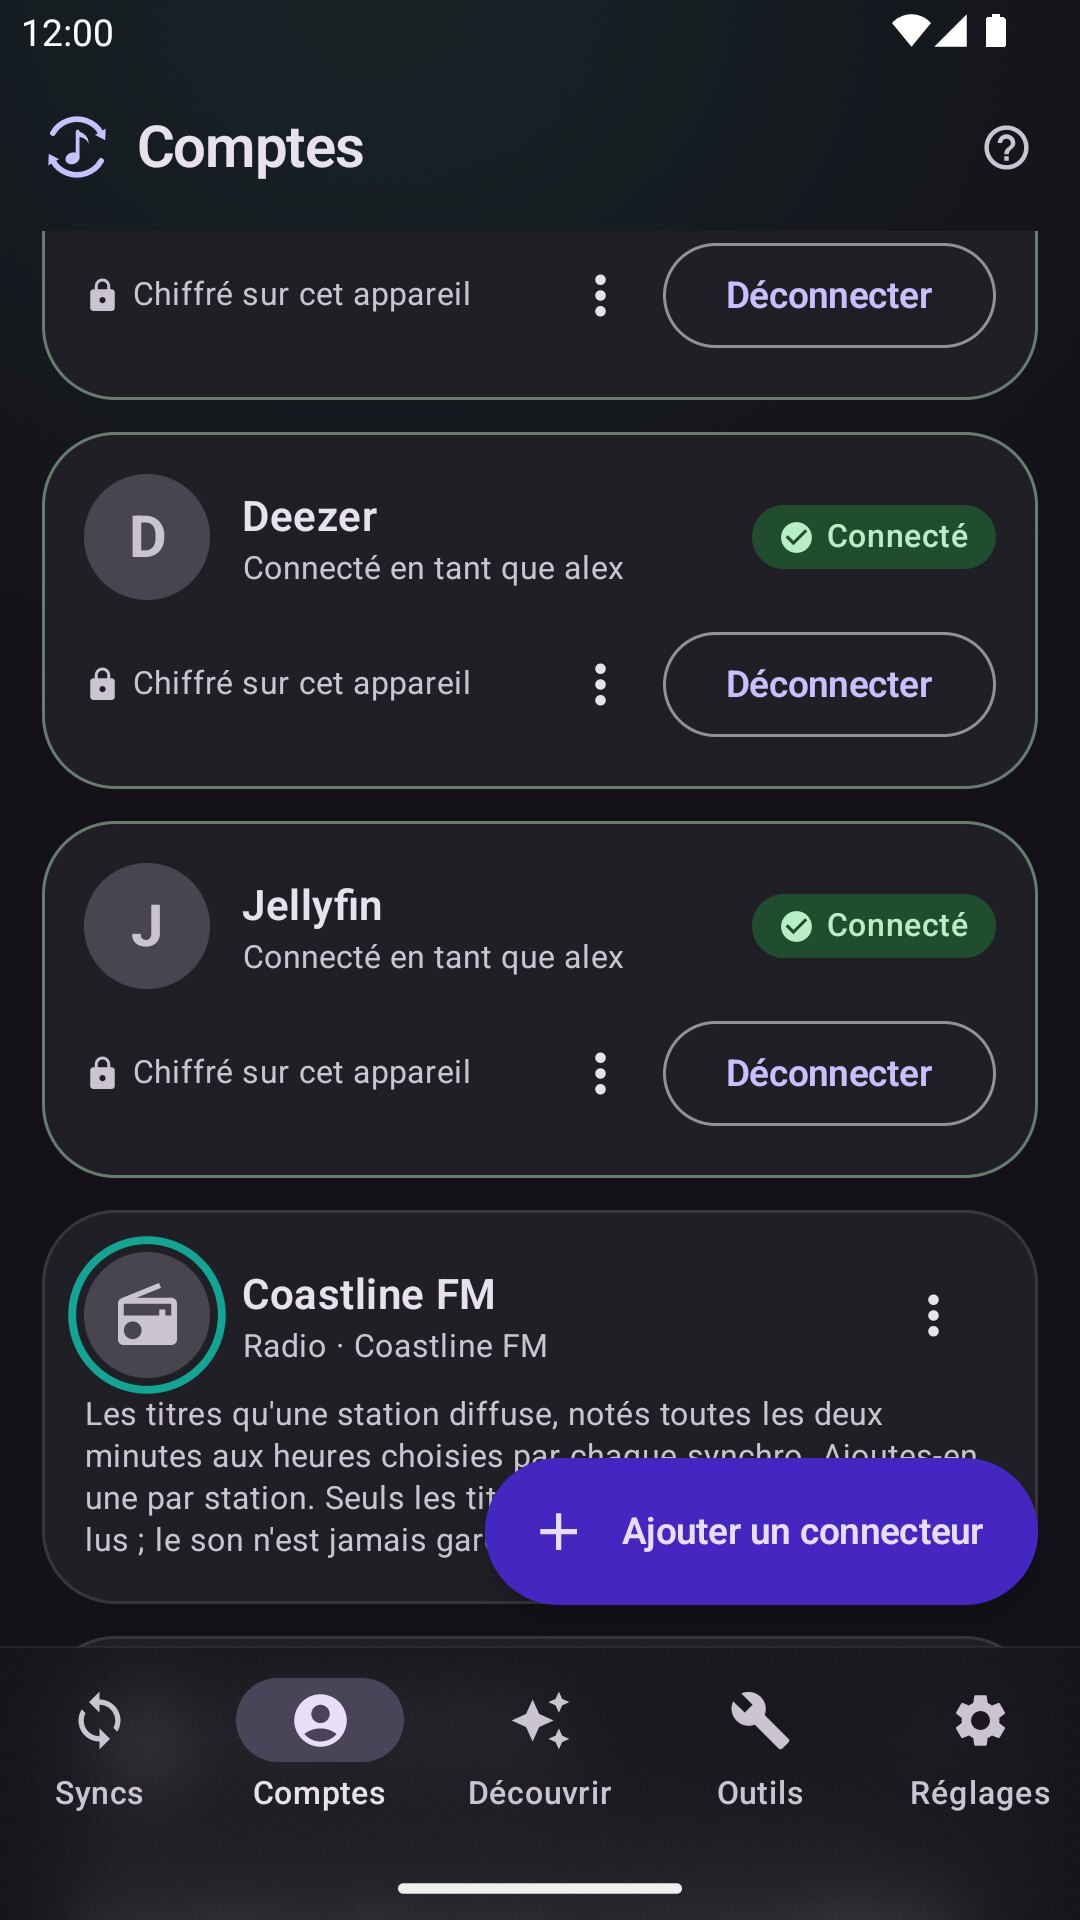 12:00
Comptes
Chiffré sur cet appareil
Déconnecter
D
Deezer
Connecté en tant que alex
Connecté
Chiffré sur cet appareil
Déconnecter
J
Jellyfin
Connecté en tant que alex
Connecté
Chiffré sur cet appareil
Déconnecter
Coastline FM
Radio · Coastline FM
Les titres qu'une station diffuse, notés toutes les deux
minutes aux heures choisies par chaque synchro. Ajoutes-en
une par station. Seuls les
lus ; le son n'est jamais
Ajouter un connecteur
Syncs
Comptes
Découvrir
Outils
Réglages